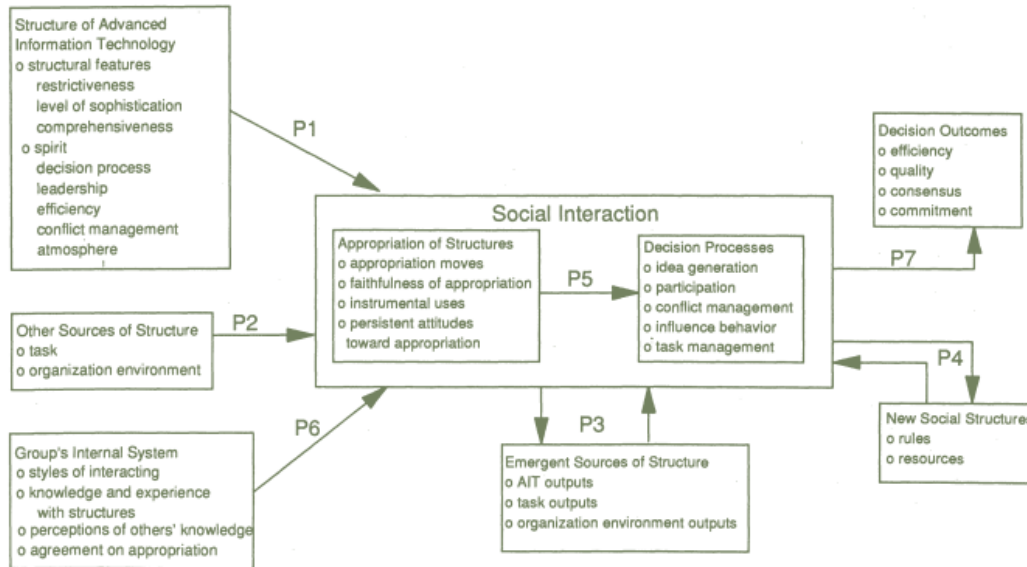 Structure of Advanced
Information Technology
o structural features
restrictiveness
level of sophistication
comprehensiveness
o spirit
decision process
leadership
efficiency
conflict management
atmosphere
P1
Other Sources of Structure
o task
o organization environment
P2
Group's Internal System
o styles of interacting
o knowledge and experience
with structures
o perceptions of others' knowledge
o agreement on appropriation
P6
Social Interaction
Appropriation of Structures
o appropriation moves
o faithfulness of appropriation
o instrumental uses
o persistent attitudes
toward appropriation
P5
Decision Processes
o idea generation
o participation
o conflict management
o influence behavior
o task management
P3
Emergent Sources of Structure
o AIT outputs
o task outputs
o organization environment outputs
Decision Outcomes
o efficiency
o quality
o consensus
o commitment
P7
P4
New Social Structures
o rules
o resources